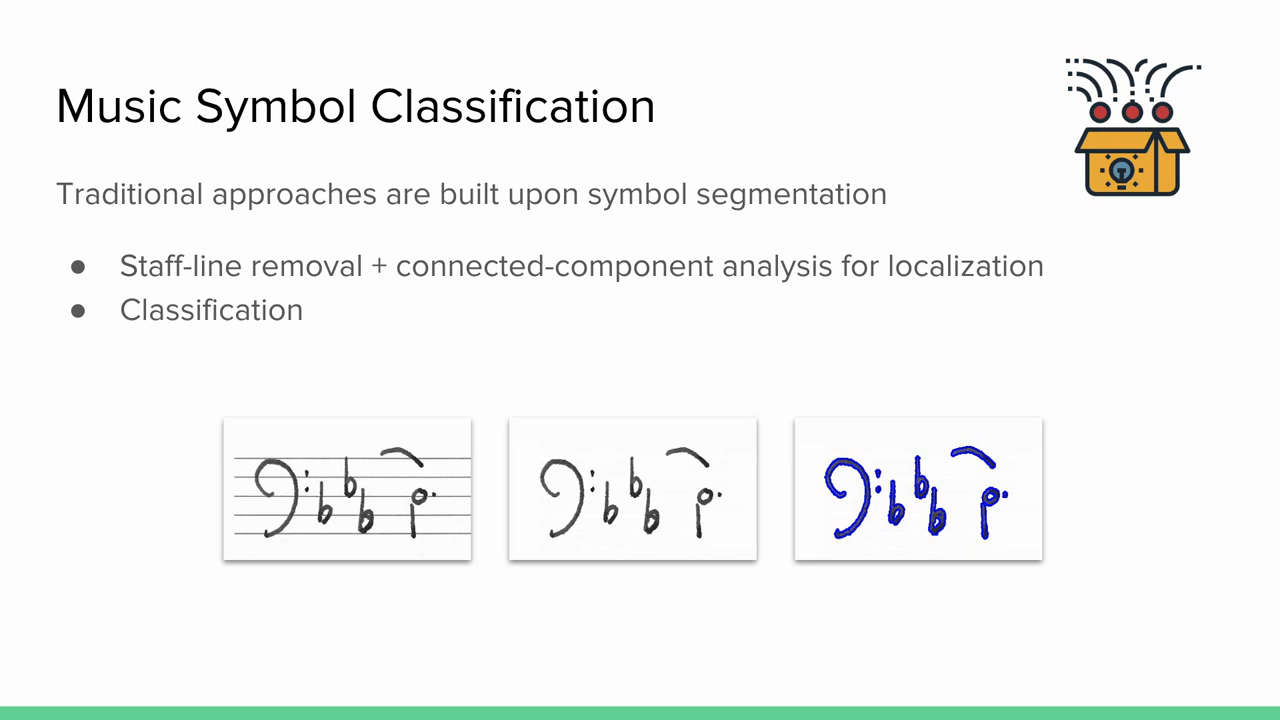 Music Symbol Classification
Traditional approaches are built upon symbol segmentation
● Staff-line removal + connected-component analysis for localization
● Classification